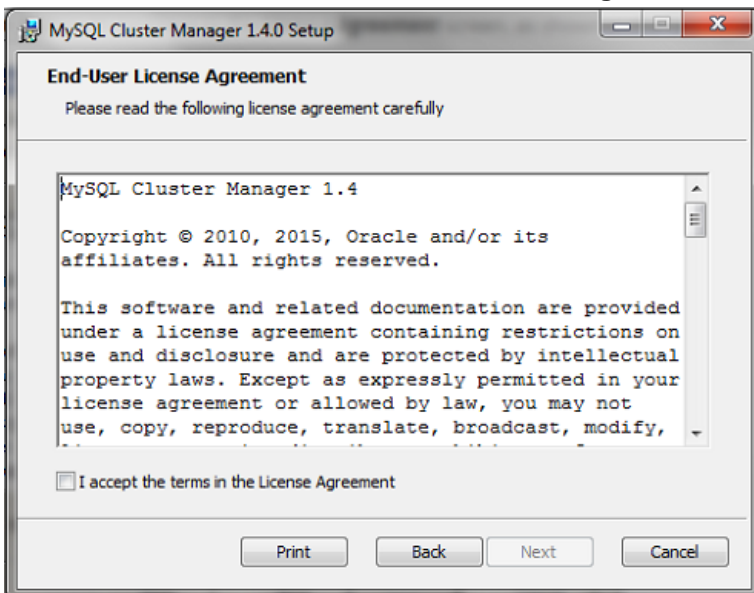 MySQL Cluster Manager 1.4.0 Setup
End-User License Agreement
Please read the following license agreement carefully
MySQL Cluster Manager 1.4
Copyright © 2010, 2015, Oracle and/or its
affiliates. All rights reserved.
This software and related documentation are provided
under a license agreement containing restrictions on
use and disclosure and are protected by intellectual
property laws. Except as expressly permitted in your
license agreement or allowed by law, you may not
use, copy, reproduce, translate, broadcast, modify,
I accept the terms in the License Agreement
Print Back Next Cancel